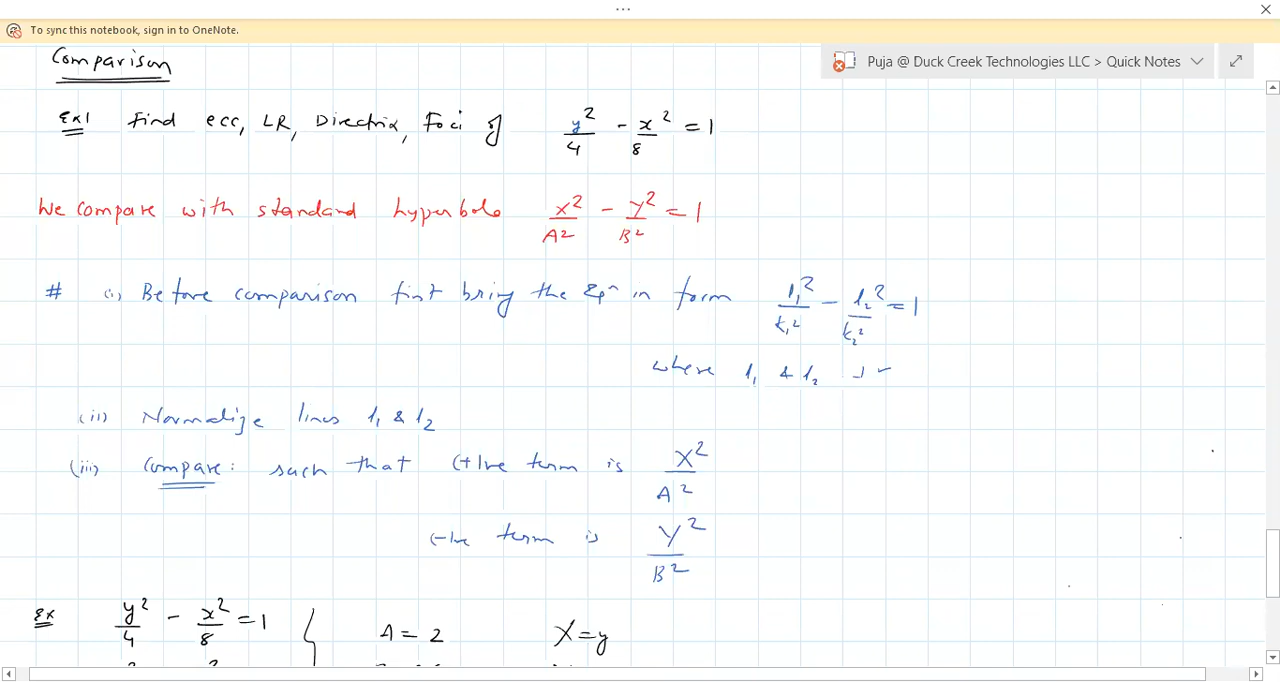 ...
To sync this notebook, sign in to OneNote.
Puja @ Duck Creek Technologies LLC > Quick Notes
Comparison
Ex1 Find ecc, LR, Directrix, Foci of y²/4 - x²/8 = 1
We compare with standard hyperbola X²/A² - Y²/B² = 1
# (i) Before comparison first bring the Eqⁿ in form l₁²/k₁² - l₂²/k₂² = 1
where l₁ & l₂ ⊥r
(ii) Normalize lines l₁ & l₂
(iii) Compare: such that (+)ve term is X²/A²
(-)ve term is Y²/B²
Ex y²/4 - x²/8 = 1 A = 2 X = y